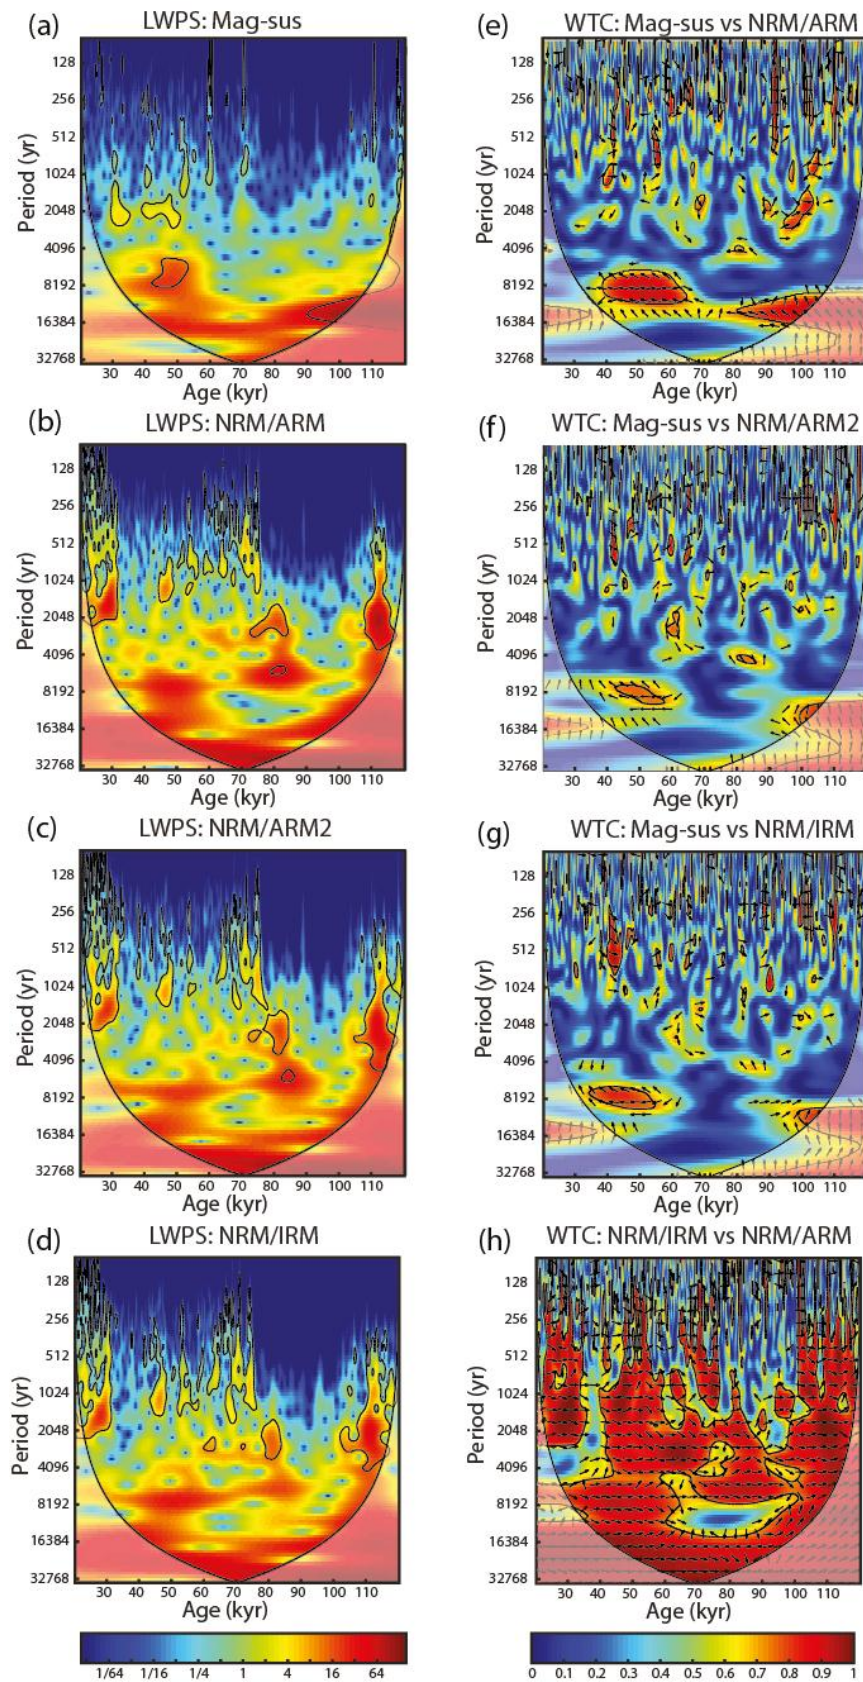 (a)
LWPS: Mag-sus
Period (yr)
128
256
512
1024
2048
4096
8192
16384
32768
30 40 50 60 70 80 90 100 110
Age (kyr)
(e)
WTC: Mag-sus vs NRM/ARM
Period (yr)
128
256
512
1024
2048
4096
8192
16384
32768
30 40 50 60 70 80 90 100 110
Age (kyr)
(b)
LWPS: NRM/ARM
Period (yr)
128
256
512
1024
2048
4096
8192
16384
32768
30 40 50 60 70 80 90 100 110
Age (kyr)
(f)
WTC: Mag-sus vs NRM/ARM2
Period (yr)
128
256
512
1024
2048
4096
8192
16384
32768
30 40 50 60 70 80 90 100 110
Age (kyr)
(c)
LWPS: NRM/ARM2
Period (yr)
128
256
512
1024
2048
4096
8192
16384
32768
30 40 50 60 70 80 90 100 110
Age (kyr)
(g)
WTC: Mag-sus vs NRM/IRM
Period (yr)
128
256
512
1024
2048
4096
8192
16384
32768
30 40 50 60 70 80 90 100 110
Age (kyr)
(d)
LWPS: NRM/IRM
Period (yr)
128
256
512
1024
2048
4096
8192
16384
32768
30 40 50 60 70 80 90 100 110
Age (kyr)
(h)
WTC: NRM/IRM vs NRM/ARM
Period (yr)
128
256
512
1024
2048
4096
8192
16384
32768
30 40 50 60 70 80 90 100 110
Age (kyr)
1/64 1/16 1/4 1 4 16 64
0 0.1 0.2 0.3 0.4 0.5 0.6 0.7 0.8 0.9 1